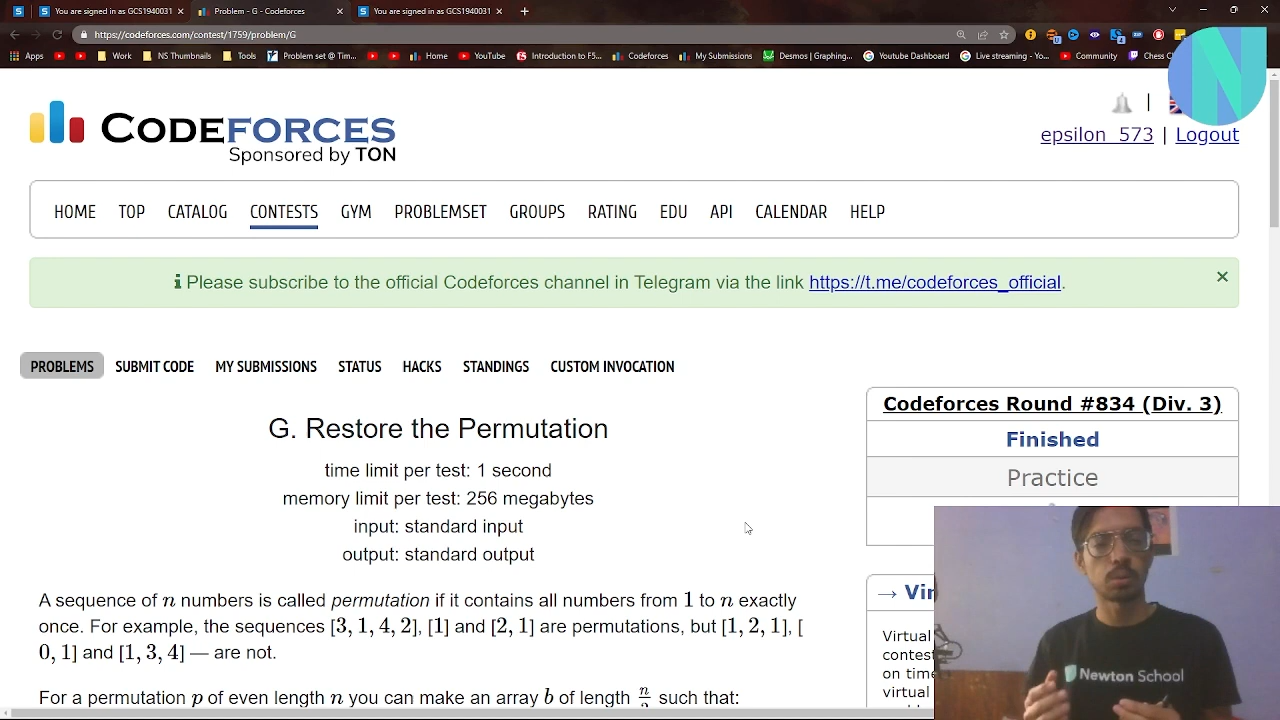 You are signed in as GCS1940031
Problem - G - Codeforces
You are signed in as GCS1940031
https://codeforces.com/contest/1759/problem/G
Apps
Work
NS Thumbnails
Tools
Problem set @ Tim...
Home
YouTube
Introduction to F5...
Codeforces
My Submissions
Desmos | Graphing...
Youtube Dashboard
Live streaming - Yo...
Community
Twitch
Chess C
CODEFORCES
Sponsored by TON
|
epsilon_573 | Logout
HOME TOP CATALOG CONTESTS GYM PROBLEMSET GROUPS RATING EDU API CALENDAR HELP
Please subscribe to the official Codeforces channel in Telegram via the link https://t.me/codeforces_official.
PROBLEMS SUBMIT CODE MY SUBMISSIONS STATUS HACKS STANDINGS CUSTOM INVOCATION
G. Restore the Permutation
time limit per test: 1 second
memory limit per test: 256 megabytes
input: standard input
output: standard output
A sequence of n numbers is called permutation if it contains all numbers from 1 to n exactly
once. For example, the sequences [3, 1, 4, 2], [1] and [2, 1] are permutations, but [1, 2, 1], [
0, 1] and [1, 3, 4] — are not.
For a permutation p of even length n you can make an array b of length n/2 such that:
Codeforces Round #834 (Div. 3)
Finished
Practice
→ Vir
Virtual
contest
on time
virtual
Newton School